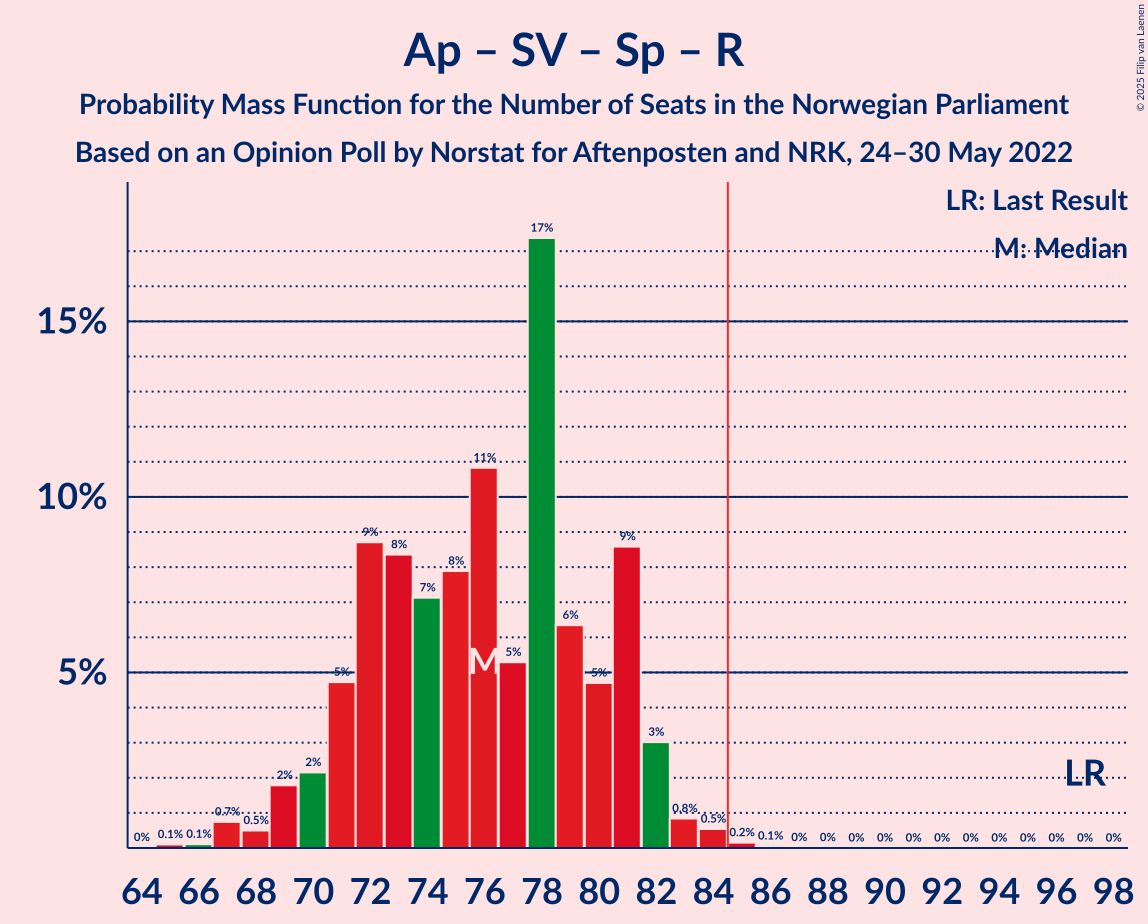 Ap – SV – Sp – R
Probability Mass Function for the Number of Seats in the Norwegian Parliament
Based on an Opinion Poll by Norstat for Aftenposten and NRK, 24–30 May 2022
© 2025 Filip van Laenen
LR: Last Result
M: Median
15%
10%
5%
0% 0.1% 0.1% 0.7% 0.5% 2% 2% 5% 9% 8% 7% 8% 11% 5% 17% 6% 5% 9% 3% 0.8% 0.5% 0.2% 0.1% 0% 0% 0% 0% 0% 0% 0% 0% 0% 0% 0% 0%
M
LR
64 66 68 70 72 74 76 78 80 82 84 86 88 90 92 94 96 98